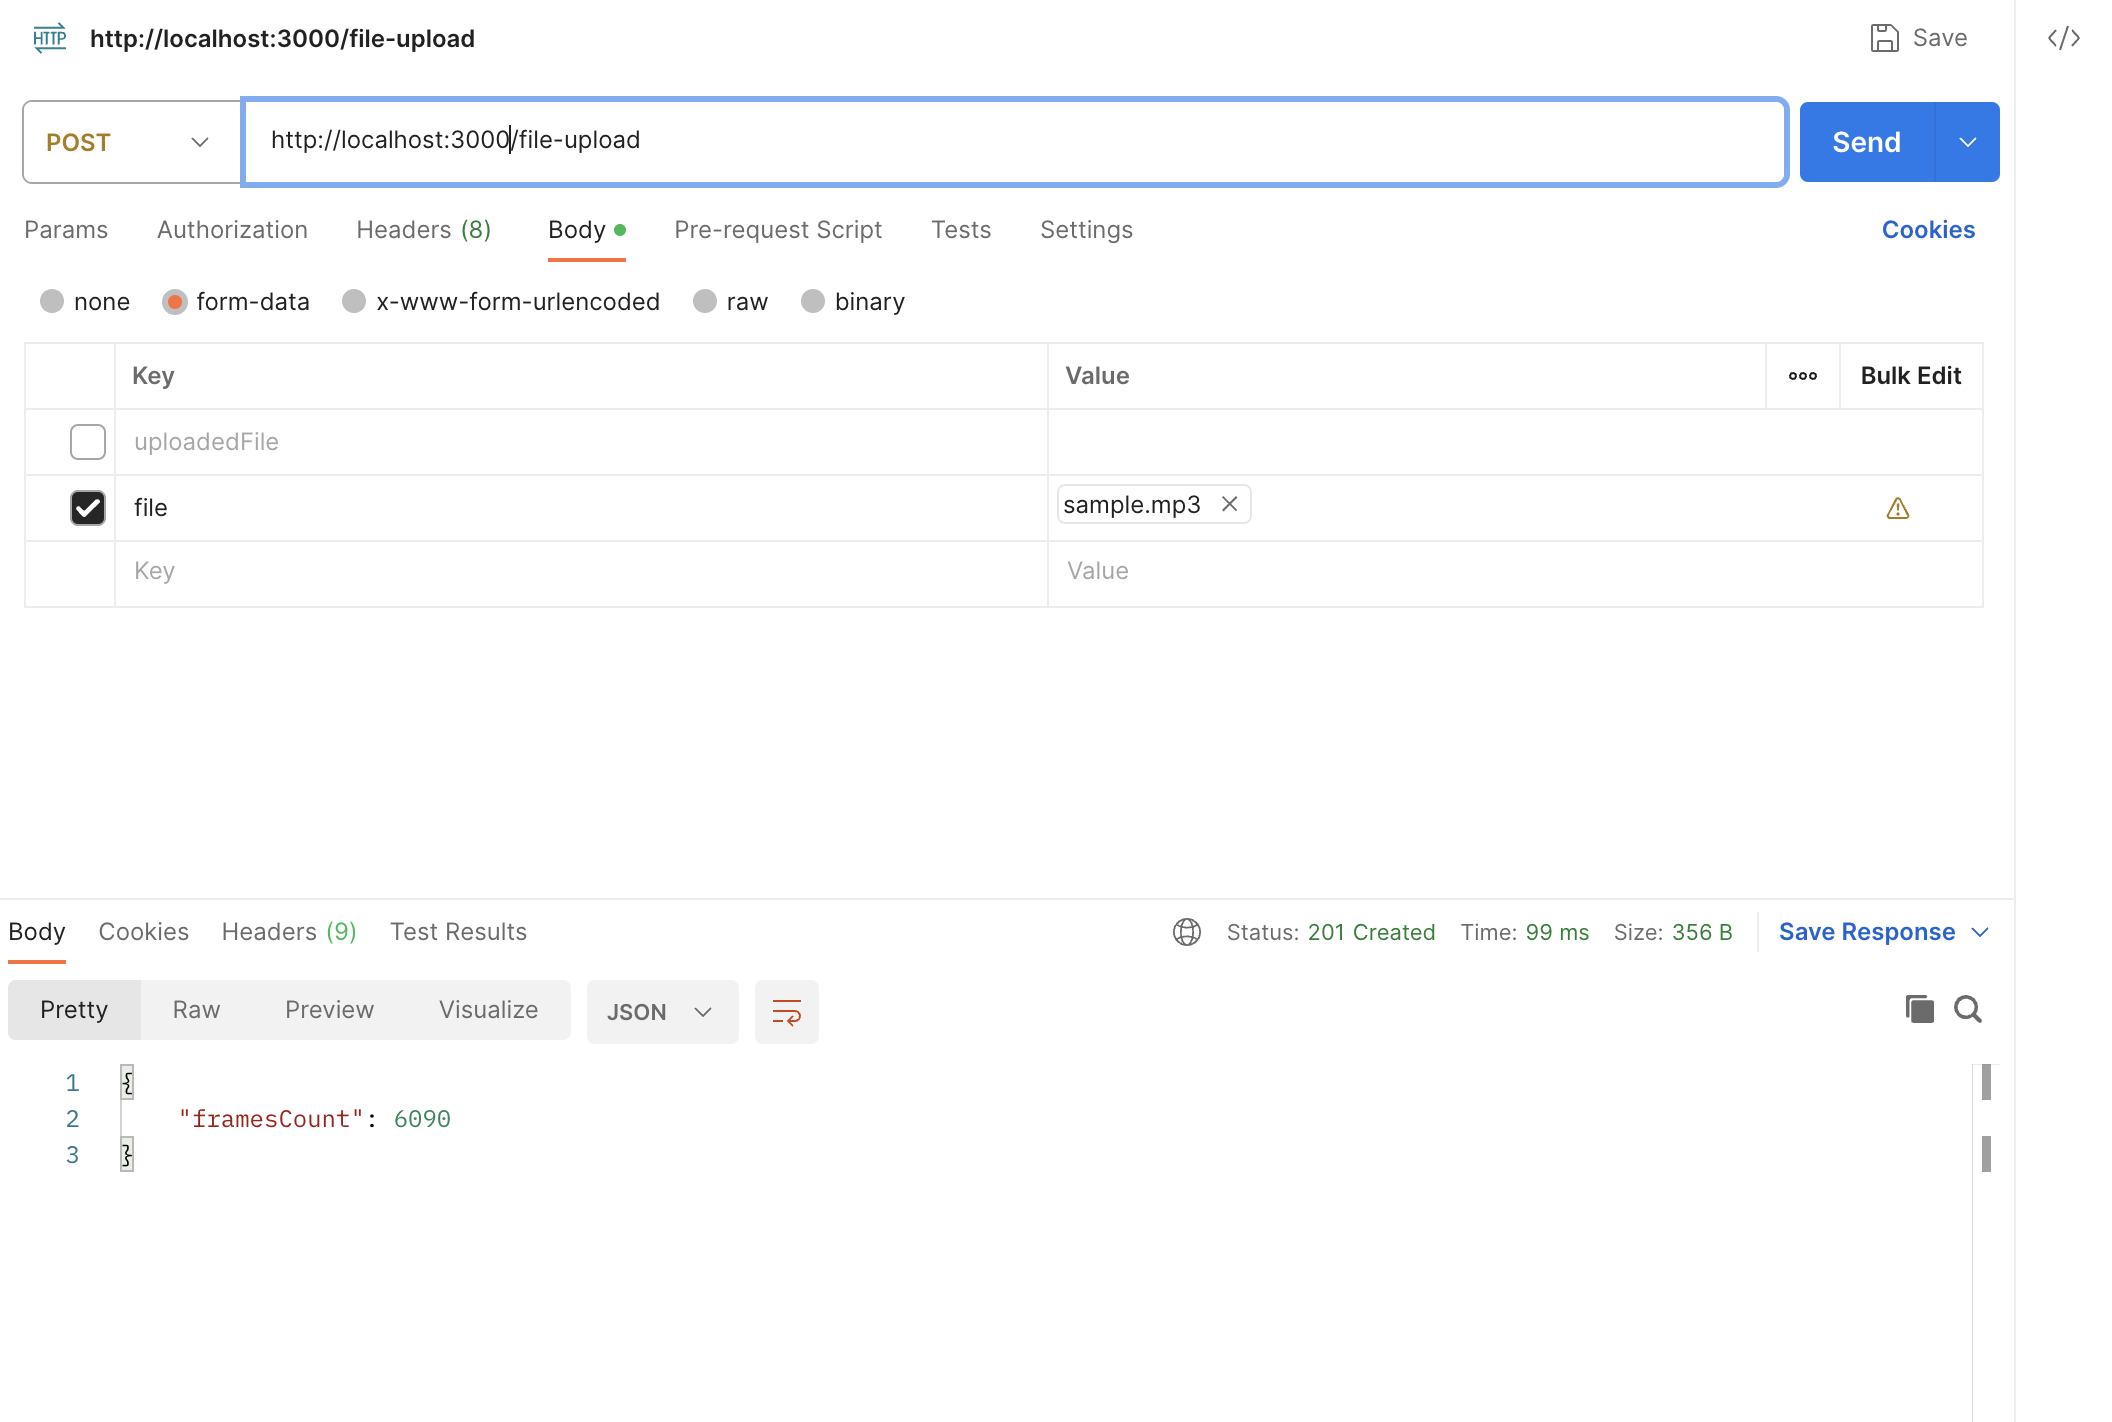 HTTP http://localhost:3000/file-upload Save </>
POST http://localhost:3000/file-upload Send
Params Authorization Headers (8) Body Pre-request Script Tests Settings Cookies
none form-data x-www-form-urlencoded raw binary
Key Value Bulk Edit
uploadedFile
file sample.mp3
Key Value
Body Cookies Headers (9) Test Results Status: 201 Created Time: 99 ms Size: 356 B Save Response
Pretty Raw Preview Visualize JSON
1 {
2 "framesCount": 6090
3 }